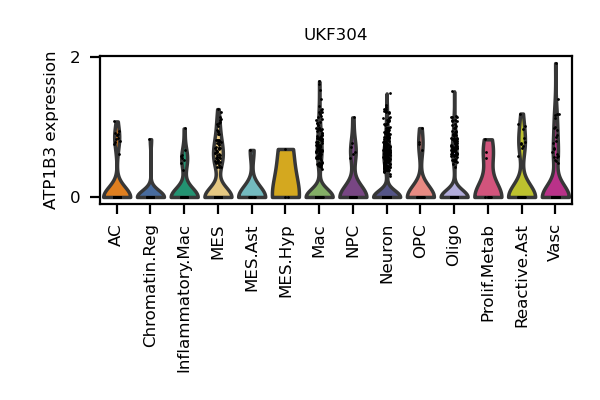 UKF304
ATP1B3 expression
2
0
AC
Chromatin.Reg
Inflammatory.Mac
MES
MES.Ast
MES.Hyp
Mac
NPC
Neuron
OPC
Oligo
Prolif.Metab
Reactive.Ast
Vasc